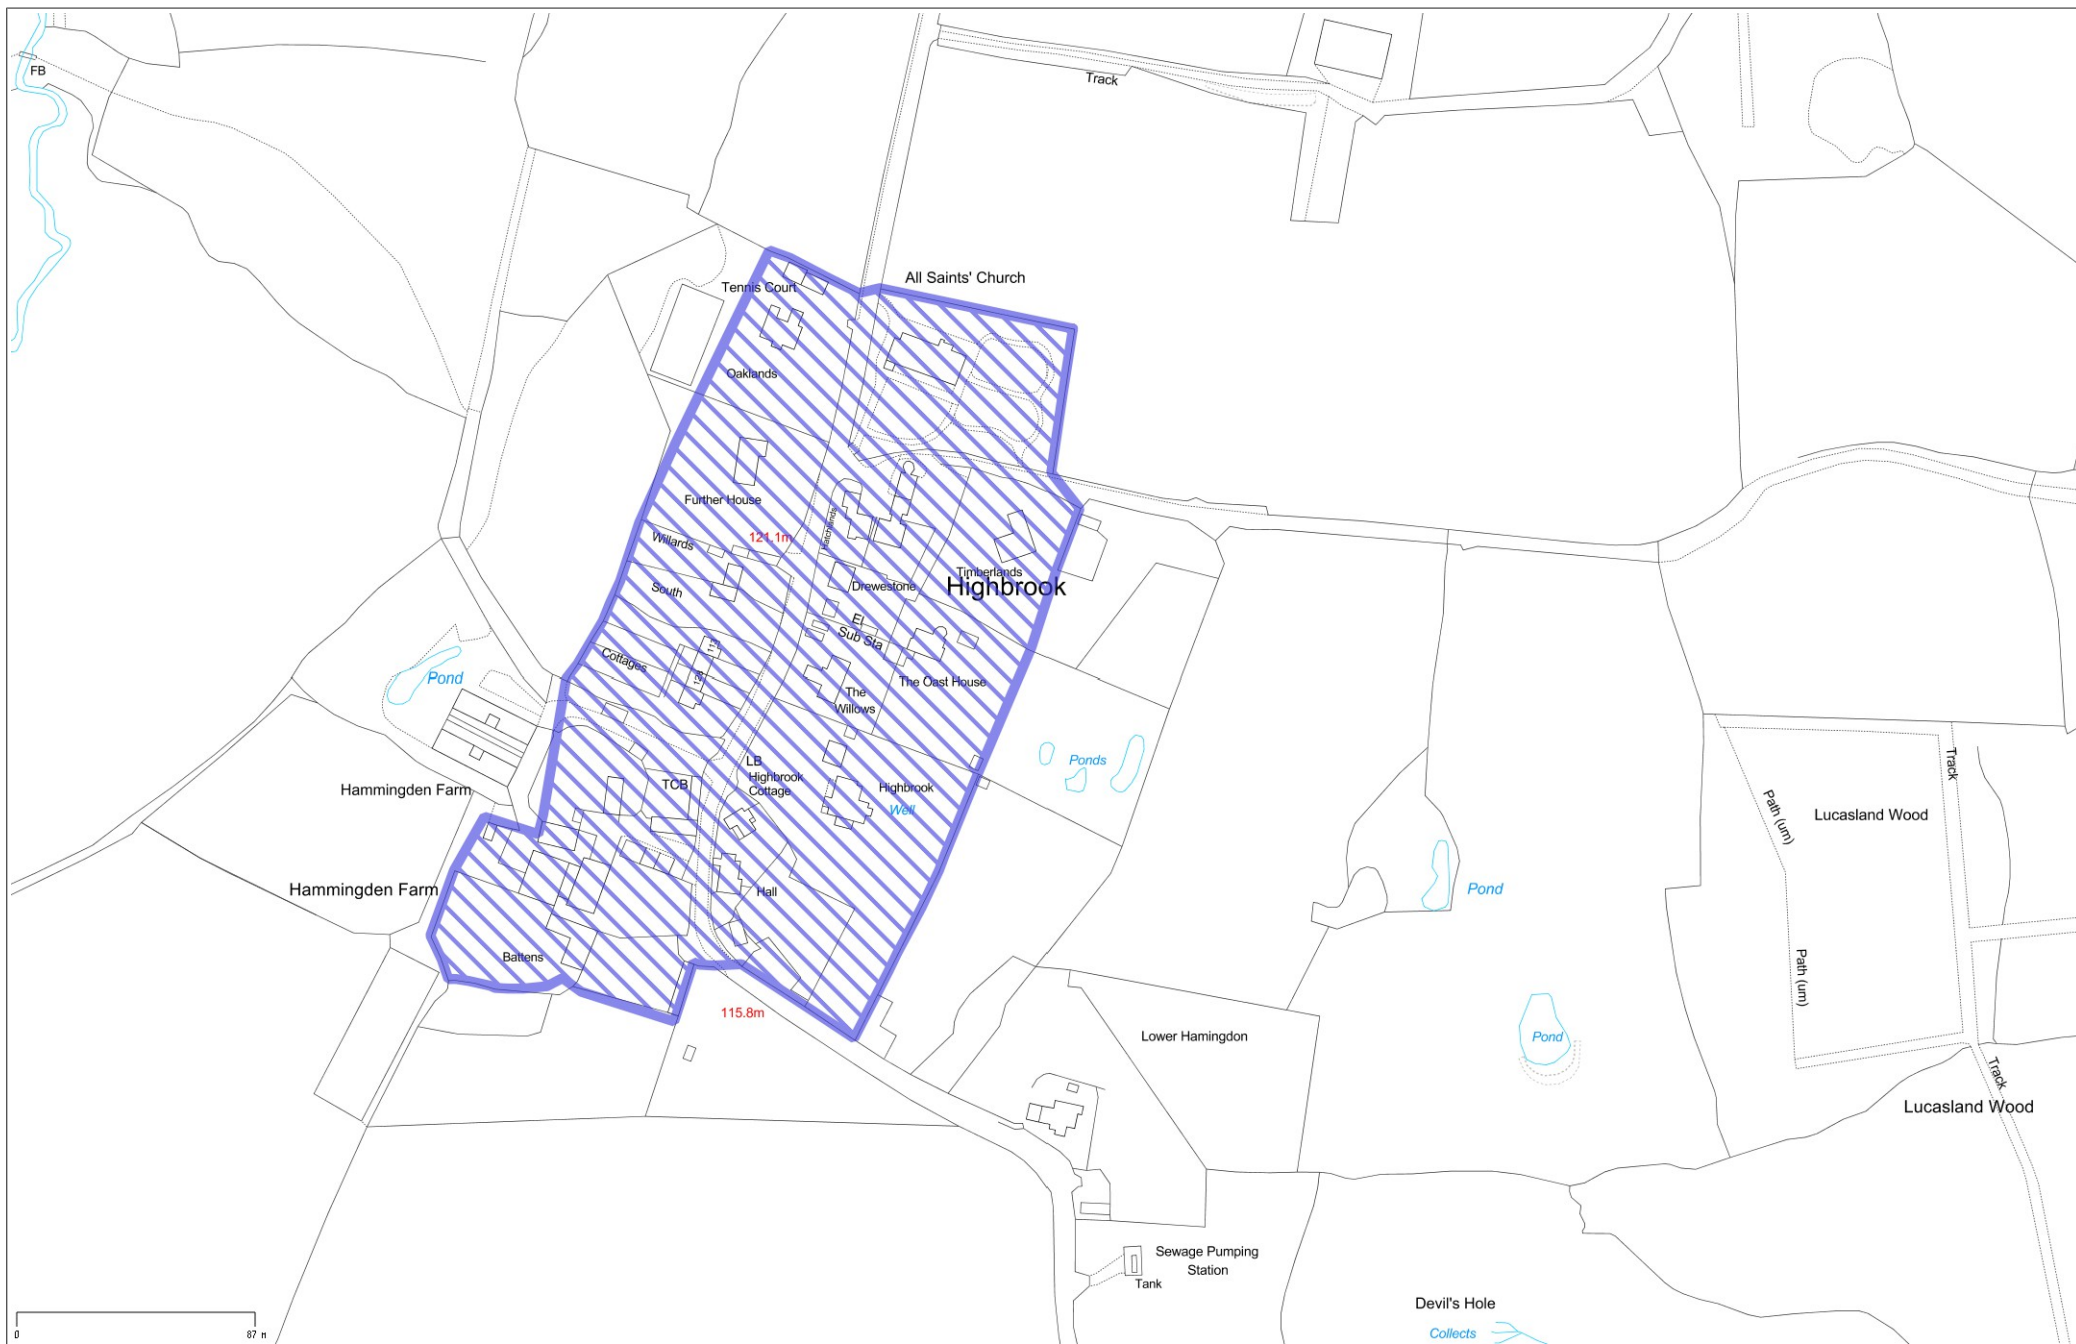 FB
Track
All Saints' Church
Tennis Court
Oaklands
Further House
Hatchlands
121.1m
Willards
South
Timberlands
Drewestone
Highbrook
El
Sub Sta
113
Cottages
128
Pond
The Oast House
The
Willows
LB
Highbrook
Cottage
Ponds
TCB
Highbrook
Well
Hammingden Farm
Track
Path (um)
Lucasland Wood
Hammingden Farm
Hall
Pond
Battens
Path (um)
115.8m
Lower Hamingdon
Pond
Track
Lucasland Wood
Sewage Pumping
Station
Tank
Devil's Hole
Collects
0
87 m